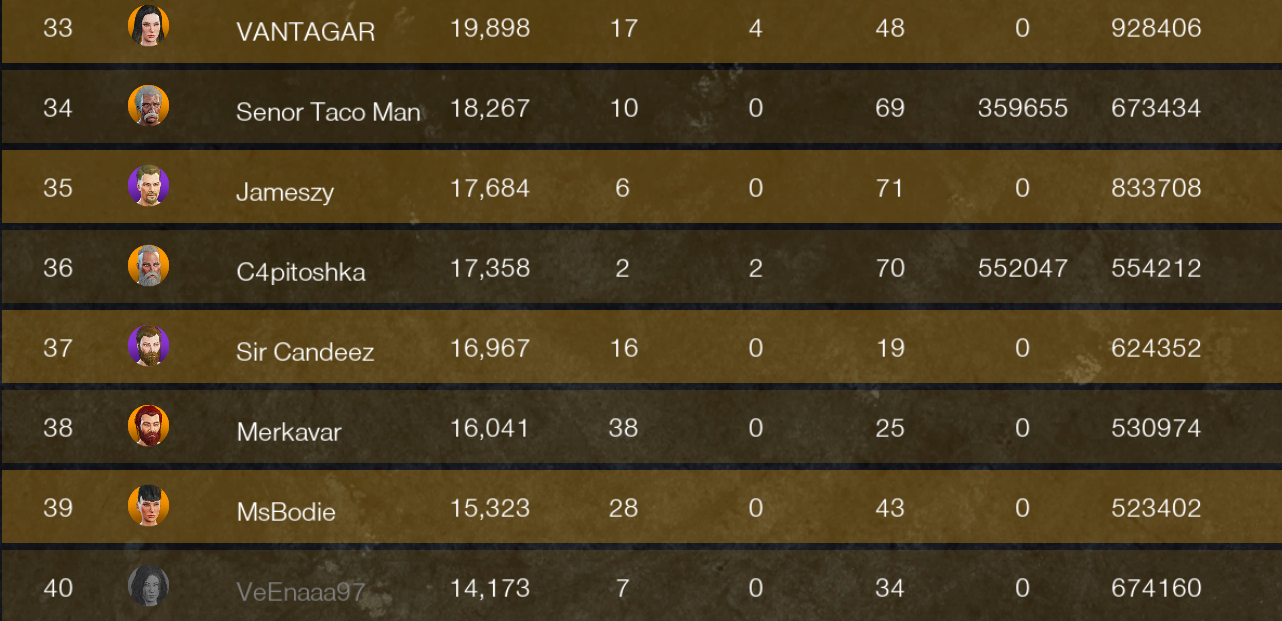 33 VANTAGAR 19,898 17 4 48 0 928406
34 Senor Taco Man 18,267 10 0 69 359655 673434
35 Jameszy 17,684 6 0 71 0 833708
36 C4pitoshka 17,358 2 2 70 552047 554212
37 Sir Candeez 16,967 16 0 19 0 624352
38 Merkavar 16,041 38 0 25 0 530974
39 MsBodie 15,323 28 0 43 0 523402
40 VeEnaaa97 14,173 7 0 34 0 674160